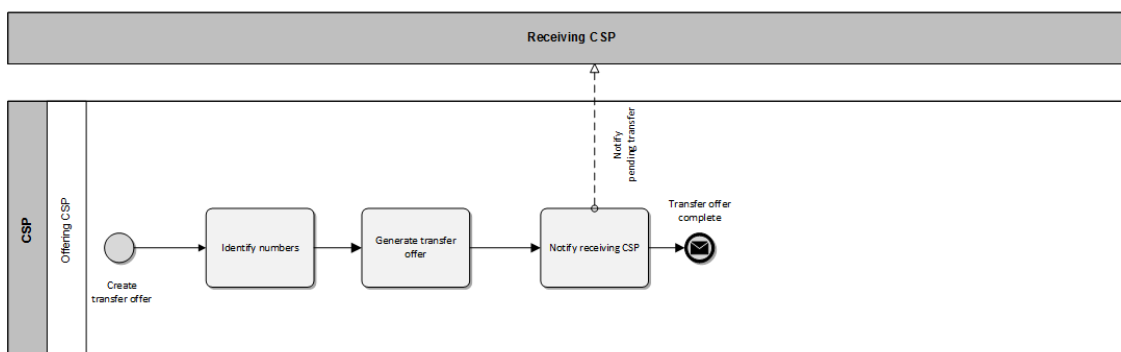 Receiving CSP
CSP
Offering CSP
Notify
pending transfer
Transfer offer
complete
Identify numbers
Generate transfer
offer
Notify receiving CSP
Create
transfer offer